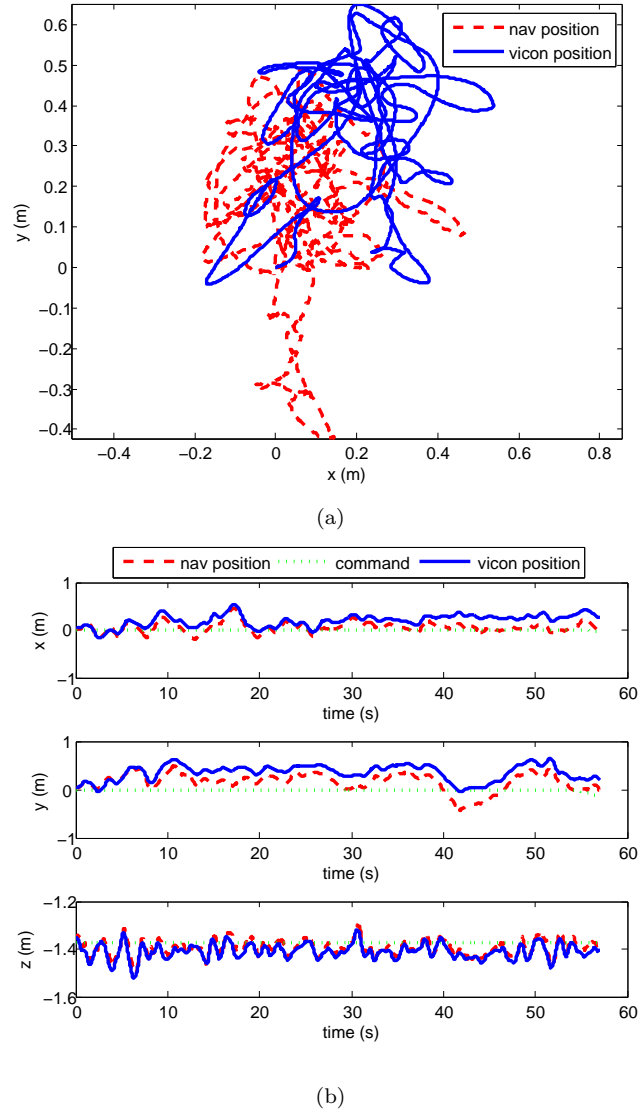 0.6
0.5
0.4
0.3
0.2
0.1
0
−0.1
−0.2
−0.3
−0.4
y (m)
nav position
vicon position
−0.4 −0.2 0 0.2 0.4 0.6 0.8
x (m)
(a)
nav position command vicon position
1
0
−1
x (m)
0 10 20 30 40 50 60
time (s)
1
0
−1
y (m)
0 10 20 30 40 50 60
time (s)
−1.2
−1.4
−1.6
z (m)
0 10 20 30 40 50 60
time (s)
(b)